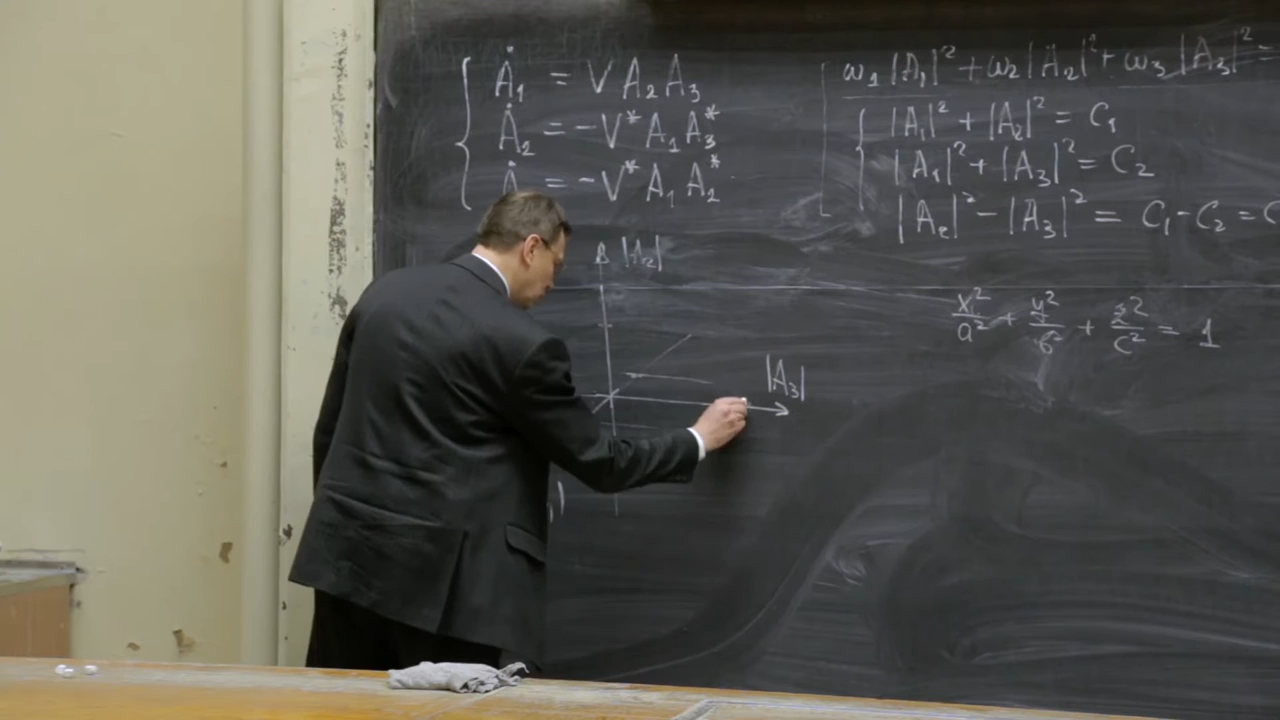 Ȧ₁ = V A₂ A₃
Ȧ₂ = -V* A₁ A₃*
Ȧ = -V* A₁ A₂*
ω₁ |A₁|² + ω₂ |A₂|² + ω₃ |A₃|² =
|A₁|² + |A₂|² = C₁
|A₁|² + |A₃|² = C₂
|A₂|² - |A₃|² = C₁ - C₂ = C
x²/a² + y²/b² + z²/c² = 1
|A₂|
|A₃|